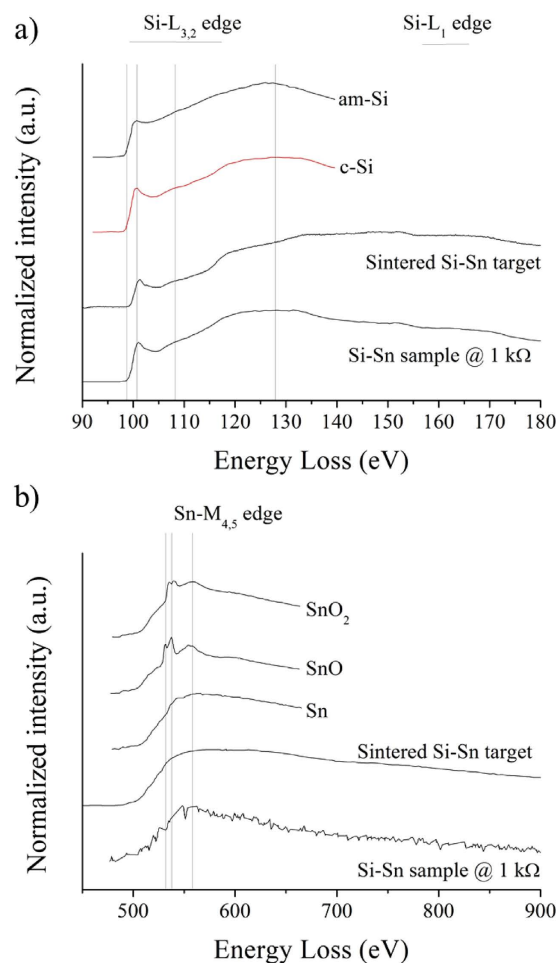 a)
Si-L3,2 edge
Si-L1 edge
Normalized intensity (a.u.)
am-Si
c-Si
Sintered Si-Sn target
Si-Sn sample @ 1 kΩ
90 100 110 120 130 140 150 160 170 180
Energy Loss (eV)
b)
Sn-M4,5 edge
Normalized intensity (a.u.)
SnO2
SnO
Sn
Sintered Si-Sn target
Si-Sn sample @ 1 kΩ
500 600 700 800 900
Energy Loss (eV)